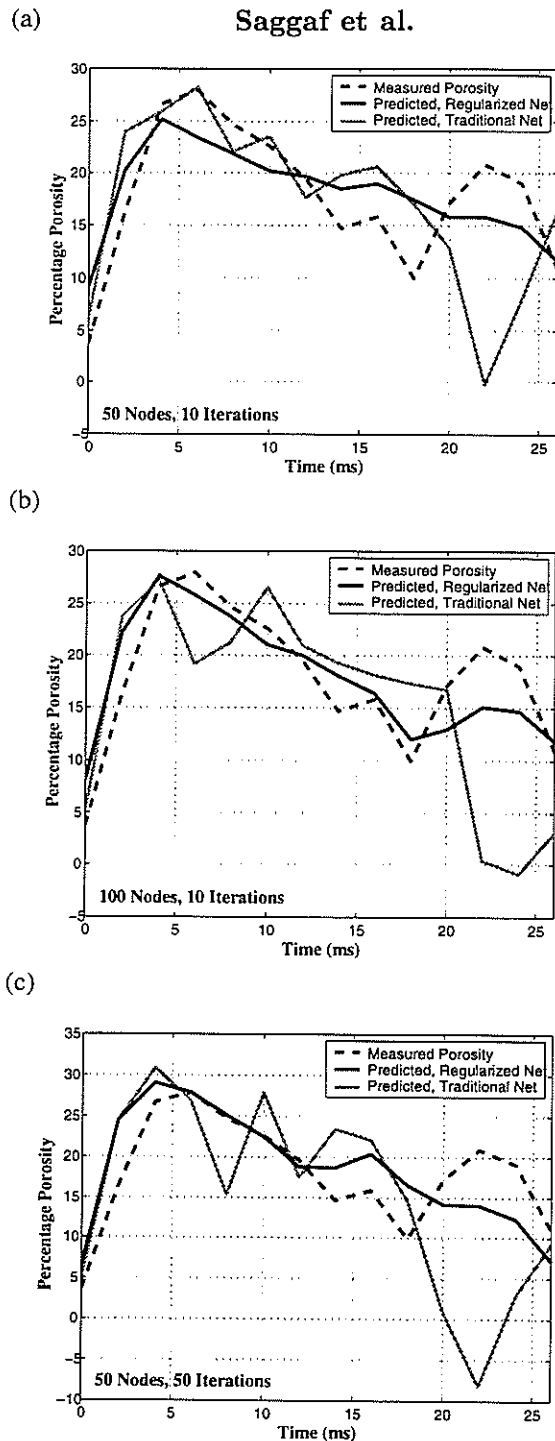 (a)
Saggaf et al.
30
25
20
15
10
5
0
-5
Percentage Porosity
Measured Porosity
Predicted, Regularized Net
Predicted, Traditional Net
50 Nodes, 10 Iterations
0 5 10 15 20 25
Time (ms)
(b)
30
25
20
15
10
5
0
-5
Percentage Porosity
Measured Porosity
Predicted, Regularized Net
Predicted, Traditional Net
100 Nodes, 10 Iterations
0 5 10 15 20 25
Time (ms)
(c)
35
30
25
20
15
10
5
0
-5
-10
Percentage Porosity
Measured Porosity
Predicted, Regularized Net
Predicted, Traditional Net
50 Nodes, 50 Iterations
0 5 10 15 20 25
Time (ms)